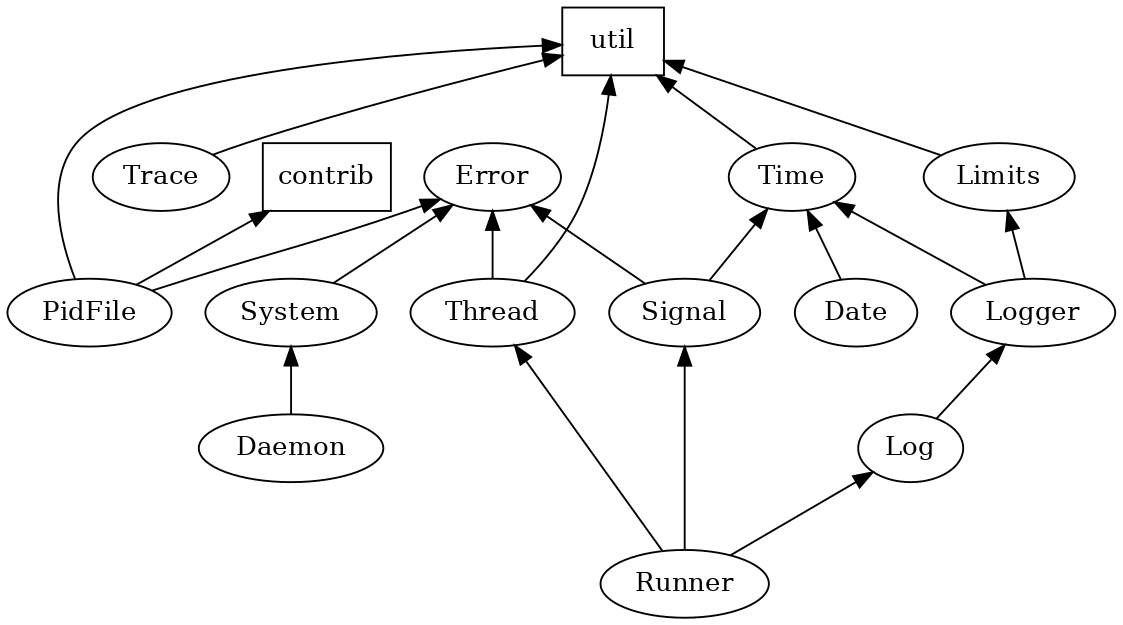 util
Trace
contrib
Error
Time
Limits
PidFile
System
Thread
Signal
Date
Logger
Daemon
Log
Runner